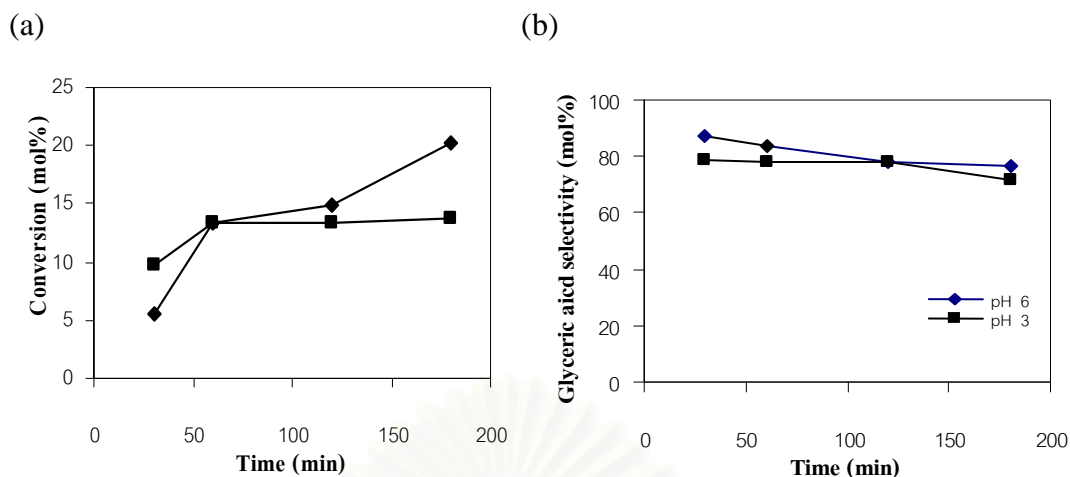 (a)
(b)
Conversion (mol%)
25
20
15
10
5
0
0 50 100 150 200
Time (min)
Glyceric aicd selectivity (mol%)
100
80
60
40
20
0
pH 6
pH 3
0 50 100 150 200
Time (min)